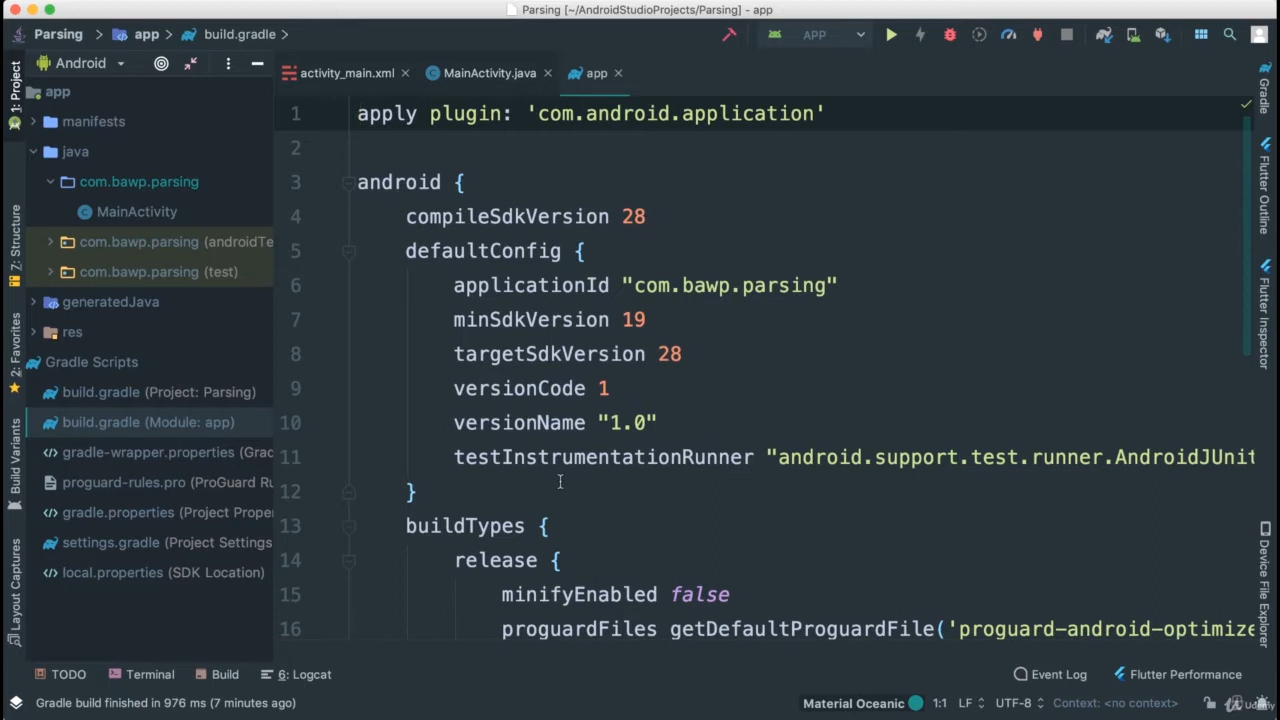 Parsing [~/AndroidStudioProjects/Parsing] - app
Parsing > app > build.gradle >
APP
1: Project
Android
activity_main.xml
MainActivity.java
app
app
manifests
java
com.bawp.parsing
MainActivity
com.bawp.parsing (androidTe
com.bawp.parsing (test)
generatedJava
res
Gradle Scripts
build.gradle (Project: Parsing)
build.gradle (Module: app)
gradle-wrapper.properties (Grad
proguard-rules.pro (ProGuard Ru
gradle.properties (Project Proper
settings.gradle (Project Settings
local.properties (SDK Location)
Z: Structure
2: Favorites
Build Variants
Layout Captures
1 apply plugin: 'com.android.application'
2
3 android {
4 compileSdkVersion 28
5 defaultConfig {
6 applicationId "com.bawp.parsing"
7 minSdkVersion 19
8 targetSdkVersion 28
9 versionCode 1
10 versionName "1.0"
11 testInstrumentationRunner "android.support.test.runner.AndroidJUnit
12 }
13 buildTypes {
14 release {
15 minifyEnabled false
16 proguardFiles getDefaultProguardFile('proguard-android-optimize
Gradle
Flutter Outline
Flutter Inspector
Device File Explorer
TODO
Terminal
Build
6: Logcat
Event Log
Flutter Performance
Gradle build finished in 976 ms (7 minutes ago)
Material Oceanic
1:1
LF
UTF-8
Context: <no context>